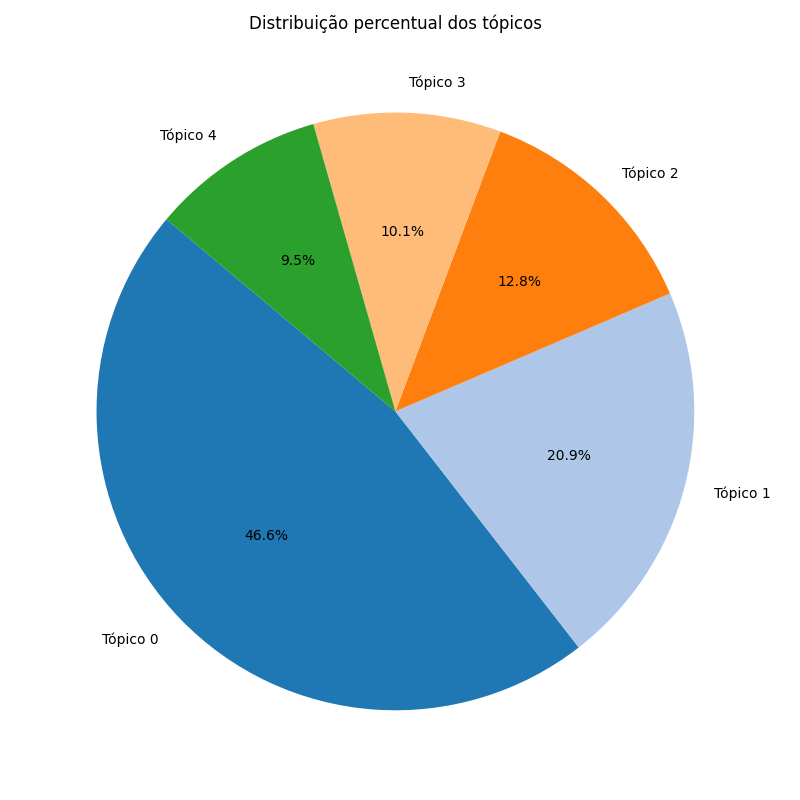 Distribuição percentual dos tópicos
Tópico 3
Tópico 4
Tópico 2
10.1%
9.5%
12.8%
20.9%
Tópico 1
46.6%
Tópico 0